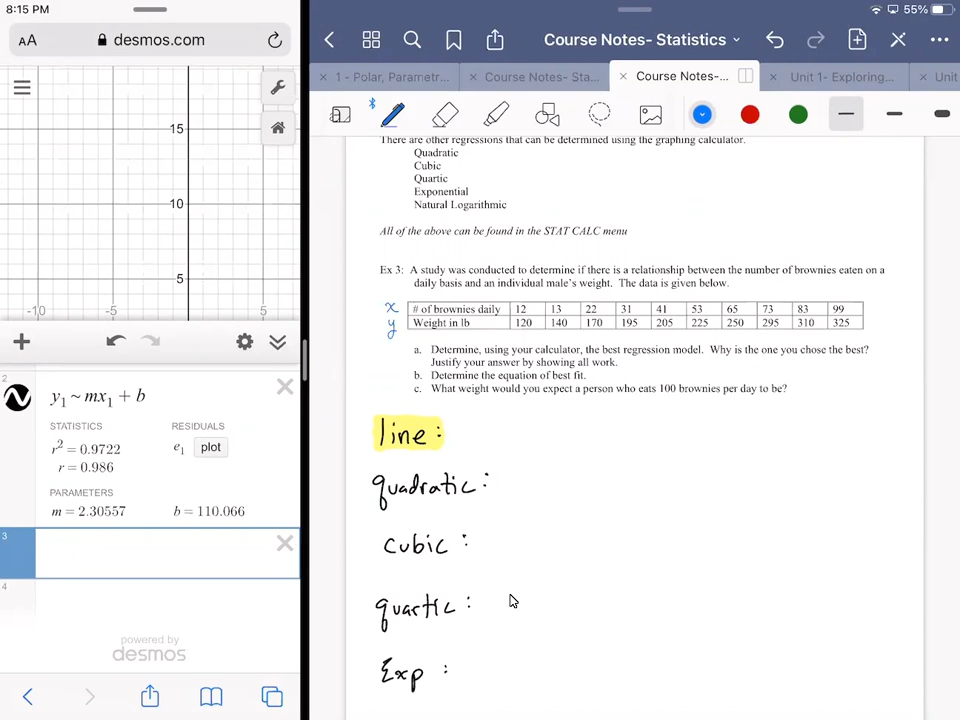 8:15 PM
55%
AA desmos.com
Course Notes- Statistics
1 - Polar, Parametr...
Course Notes- Sta...
Course Notes-...
Unit 1- Exploring...
Unit
15
10
5
-10
-5
0
5
2
y1 ~ mx1 + b
STATISTICS
RESIDUALS
r2 = 0.9722
e1 plot
r = 0.986
PARAMETERS
m = 2.30557
b = 110.066
3
4
powered by
desmos
There are other regressions that can be determined using the graphing calculator.
Quadratic
Cubic
Quartic
Exponential
Natural Logarithmic
All of the above can be found in the STAT CALC menu
Ex 3: A study was conducted to determine if there is a relationship between the number of brownies eaten on a
daily basis and an individual male's weight. The data is given below.
x # of brownies daily 12 13 22 31 41 53 65 73 83 99
y Weight in lb 120 140 170 195 205 225 250 295 310 325
a. Determine, using your calculator, the best regression model. Why is the one you chose the best?
Justify your answer by showing all work.
b. Determine the equation of best fit.
c. What weight would you expect a person who eats 100 brownies per day to be?
line:
quadratic:
cubic:
quartic:
Exp: